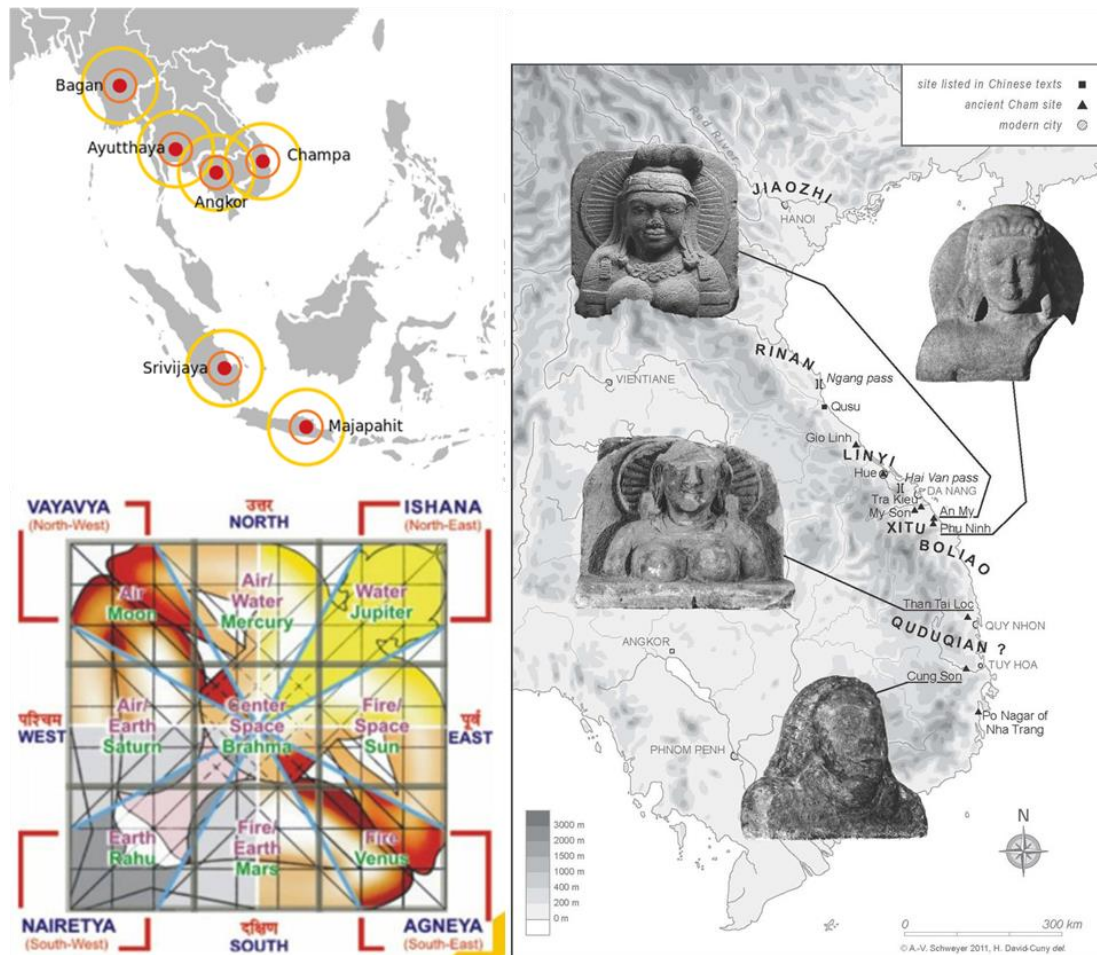 Bagan
Ayutthaya
Champa
Angkor
Srivijaya
Majapahit
VAYAVYA
(North-West)
उत्तर
NORTH
ISHANA
(North-East)
Air
Moon
Air/
Water
Mercury
Water
Jupiter
पश्चिम
WEST
Air/
Earth
Saturn
Center
Space
Brahma
Fire/
Space
Sun
पूर्व
EAST
Earth
Rahu
Fire/
Earth
Mars
Fire
Venus
NAIRETYA
(South-West)
दक्षिण
SOUTH
AGNEYA
(South-East)
site listed in Chinese texts
ancient Cham site
modern city
Red River
JIAOZHI
HANOI
RINAN
Ngang pass
VIENTIANE
Qusu
Gio Linh
LINYI
Hue
Hai Van pass
DA NANG
Tra Kieu
My Son
An My
XITU
Phu Ninh
BOLIAO
Than Tai Loc
QUY NHON
QUDUQIAN ?
ANGKOR
TUY HOA
Cung Son
Po Nagar of
Nha Trang
PHNOM PENH
N
3000 m
2000 m
1500 m
1000 m
400 m
200 m
0 m
0 300 km
© A.-V. Schweyer 2011, H. David-Cuny del.